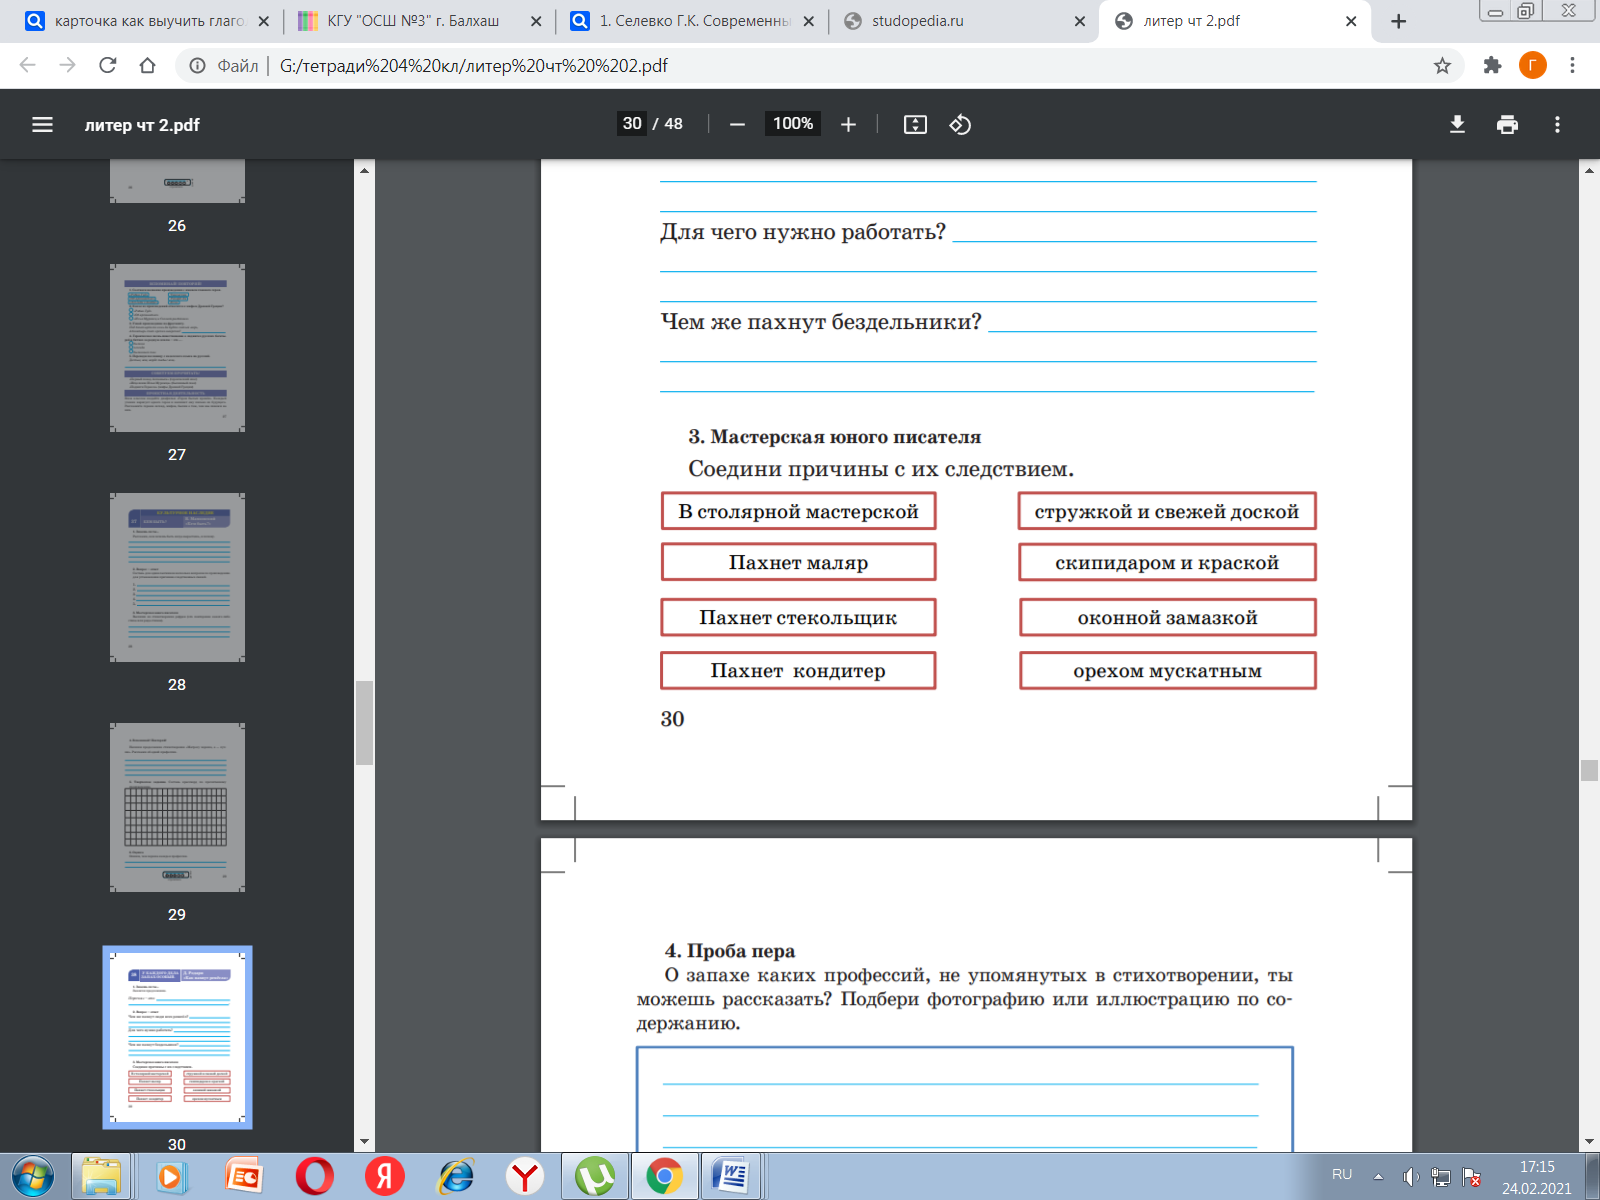 карточка как выучить глаго
КГУ "ОСШ №3" г. Балхаш
1. Селевко Г.К. Современны
studopedia.ru
литер чт 2.pdf
Файл
G:/тетради%204%20кл/литер%20чт%20%202.pdf
Г
литер чт 2.pdf
30 / 48
100%
26
27
28
29
30
Для чего нужно работать?
Чем же пахнут бездельники?
3. Мастерская юного писателя
Соедини причины с их следствием.
В столярной мастерской
стружкой и свежей доской
Пахнет маляр
скипидаром и краской
Пахнет стекольщик
оконной замазкой
Пахнет кондитер
орехом мускатным
30
4. Проба пера
О запахе каких профессий, не упомянутых в стихотворении, ты
можешь рассказать? Подбери фотографию или иллюстрацию по со-
держанию.
RU
17:15
24.02.2021